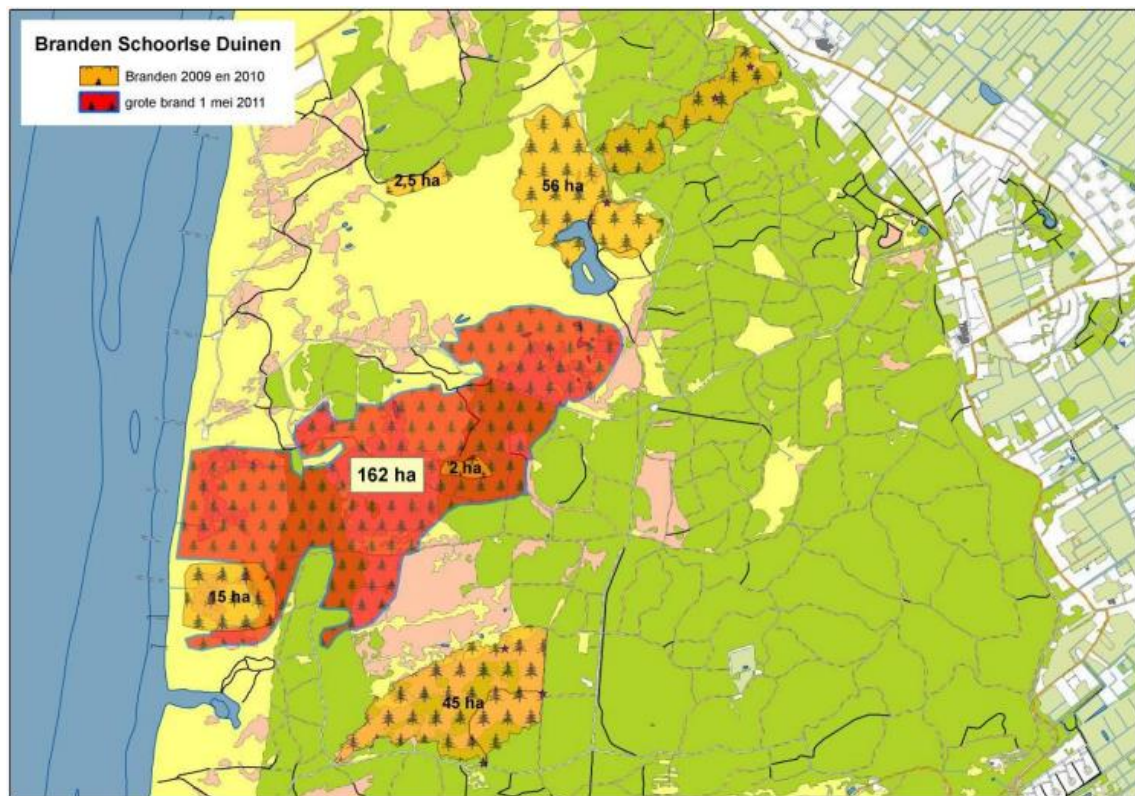 Branden Schoorlse Duinen
Branden 2009 en 2010
grote brand 1 mei 2011
2,5 ha
56 ha
2 ha
162 ha
15 ha
45 ha